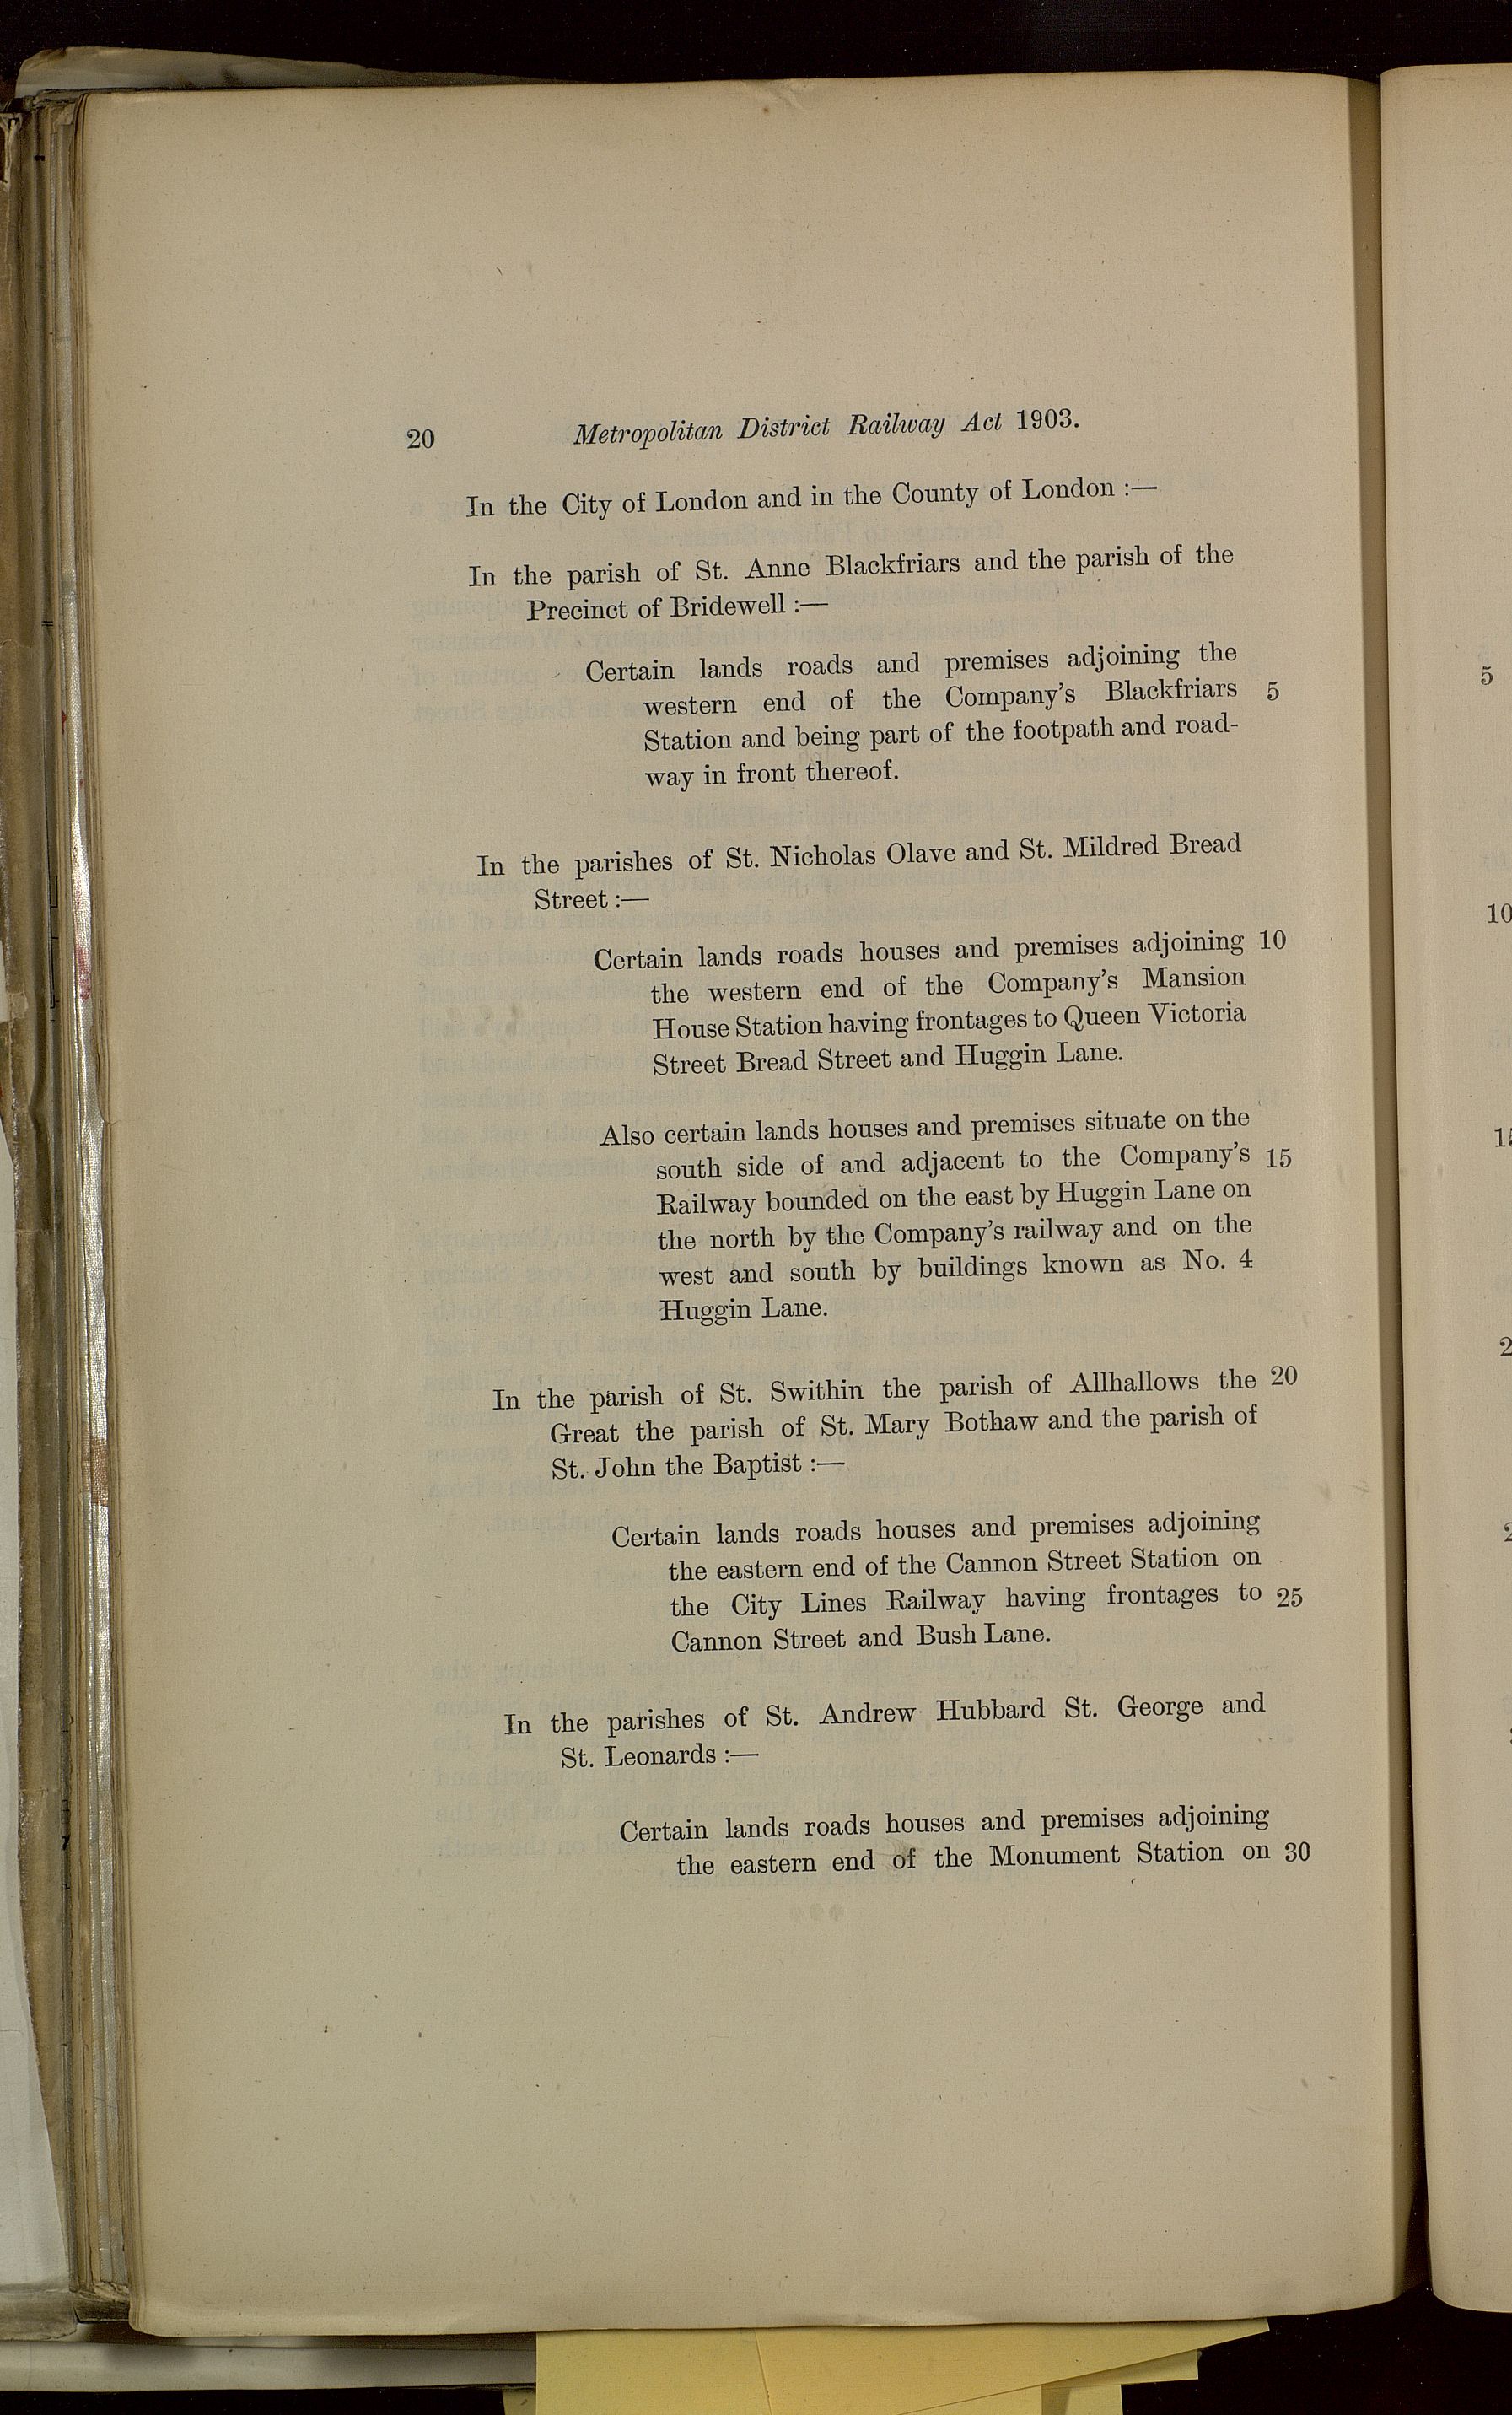 20 Metropolitan District Railway Act 1903.
In the City of London and in the County of London :—
In the parish of St. Anne Blackfriars and the parish of the
Precinct of Bridewell :—
Certain lands roads and premises adjoining the
western end of the Company's Blackfriars 5
Station and being part of the footpath and road-
way in front thereof.
In the parishes of St. Nicholas Olave and St. Mildred Bread
Street :—
Certain lands roads houses and premises adjoining 10
the western end of the Company's Mansion
House Station having frontages to Queen Victoria
Street Bread Street and Huggin Lane.
Also certain lands houses and premises situate on the
south side of and adjacent to the Company's 15
Railway bounded on the east by Huggin Lane on
the north by the Company's railway and on the
west and south by buildings known as No. 4
Huggin Lane.
In the parish of St. Swithin the parish of Allhallows the 20
Great the parish of St. Mary Bothaw and the parish of
St. John the Baptist :—
Certain lands roads houses and premises adjoining
the eastern end of the Cannon Street Station on
the City Lines Railway having frontages to 25
Cannon Street and Bush Lane.
In the parishes of St. Andrew Hubbard St. George and
St. Leonards :—
Certain lands roads houses and premises adjoining
the eastern end of the Monument Station on 30
5
10